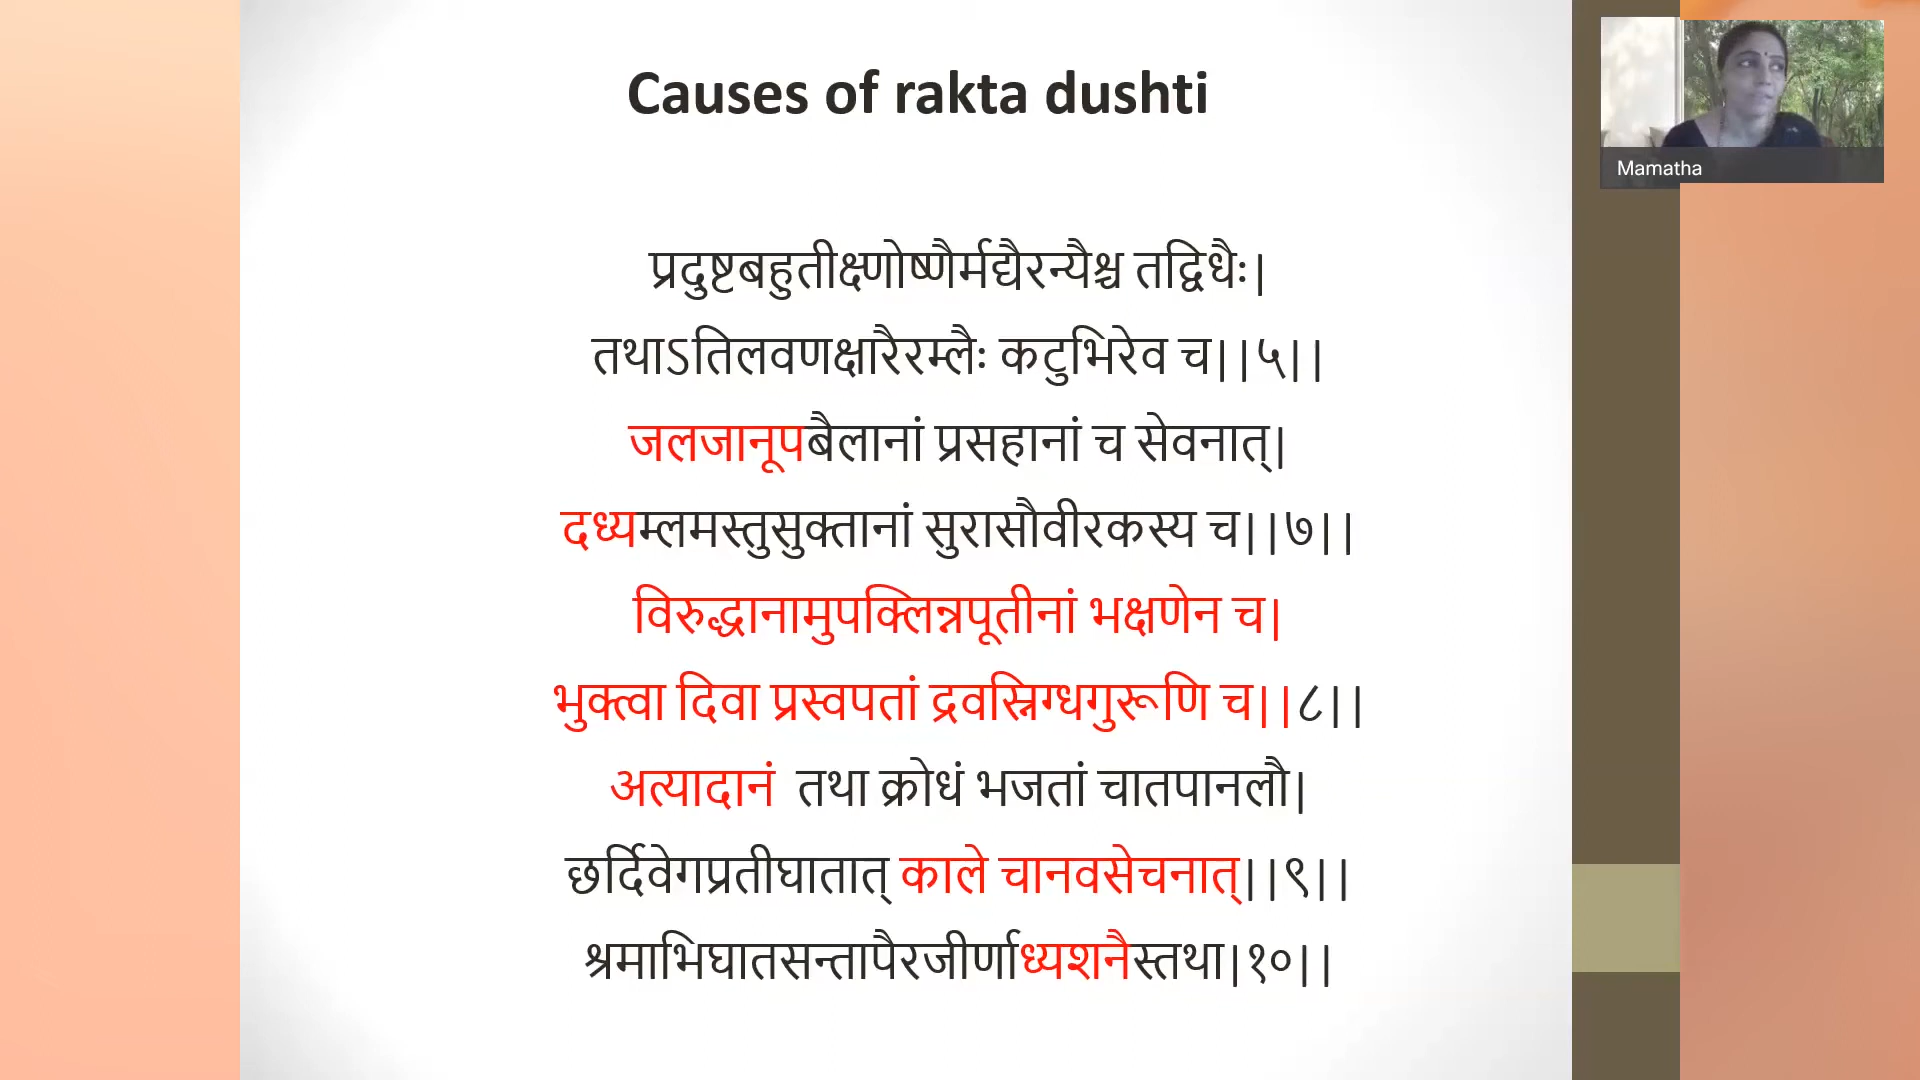 Causes of rakta dushti
Mamatha
प्रदुष्टबहुतीक्ष्णोष्णैर्मद्यैरन्यैश्च तद्विधैः|
तथाऽतिलवणक्षारैरम्लैः कटुभिरेव च||५||
जलजानूपबैलानां प्रसहानां च सेवनात्|
दध्यम्लमस्तुसुक्तानां सुरासौवीरकस्य च||७||
विरुद्धानामुपक्लिन्नपूतीनां भक्षणेन च|
भुक्त्वा दिवा प्रस्वपतां द्रवस्निग्धगुरूणि च||८||
अत्यादानं तथा क्रोधं भजतां चातपानलौ|
छर्दिवेगप्रतीघातात् काले चानवसेचनात्||९||
श्रमाभिघातसन्तापैरजीर्णाध्यशनैस्तथा|१०||